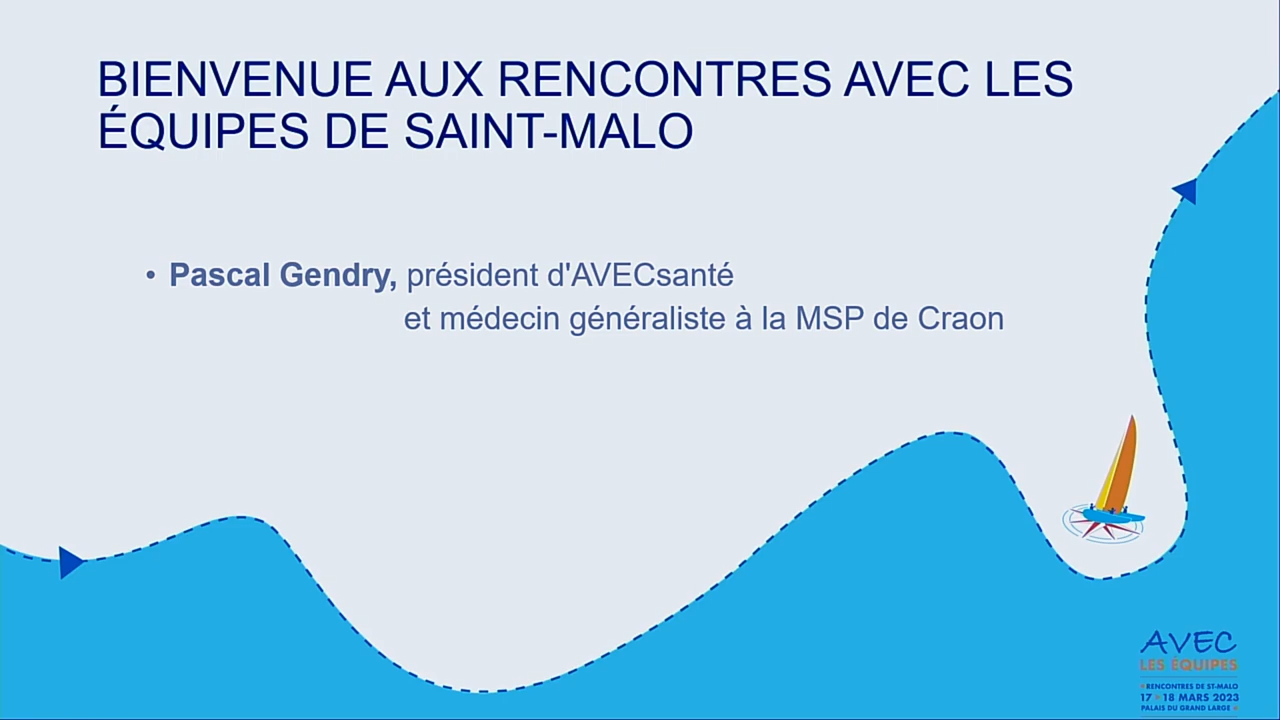 BIENVENUE AUX RENCONTRES AVEC LES
ÉQUIPES DE SAINT-MALO
• Pascal Gendry, président d'AVECsanté
et médecin généraliste à la MSP de Craon
AVEC
LES ÉQUIPES
RENCONTRES DE ST-MALO
17 18 MARS 2023
PALAIS DU GRAND LARGE